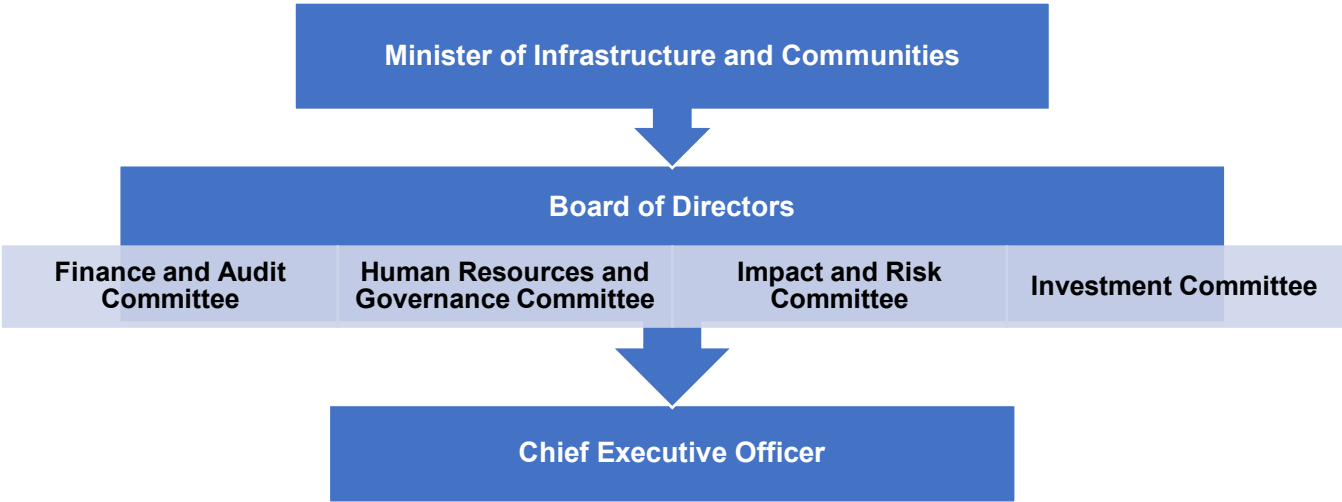 Minister of Infrastructure and Communities
Board of Directors
Finance and Audit
Committee
Human Resources and
Governance Committee
Impact and Risk
Committee
Investment Committee
Chief Executive Officer